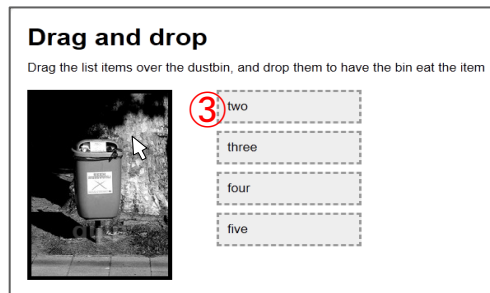 Drag and drop
Drag the list items over the dustbin, and drop them to have the bin eat the item
③
two
three
four
five